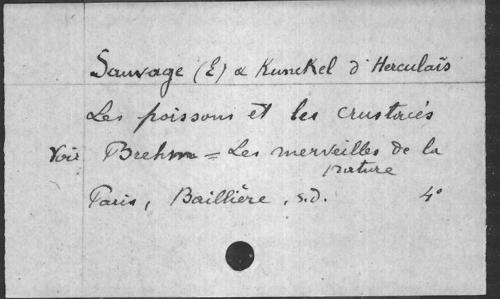 Sauvage (E) & Kunckel d'Herculaïs
Les poissons et les crustacés
Voir Brehm = Les merveilles de la
nature
Paris, Baillière, s.d. 4°